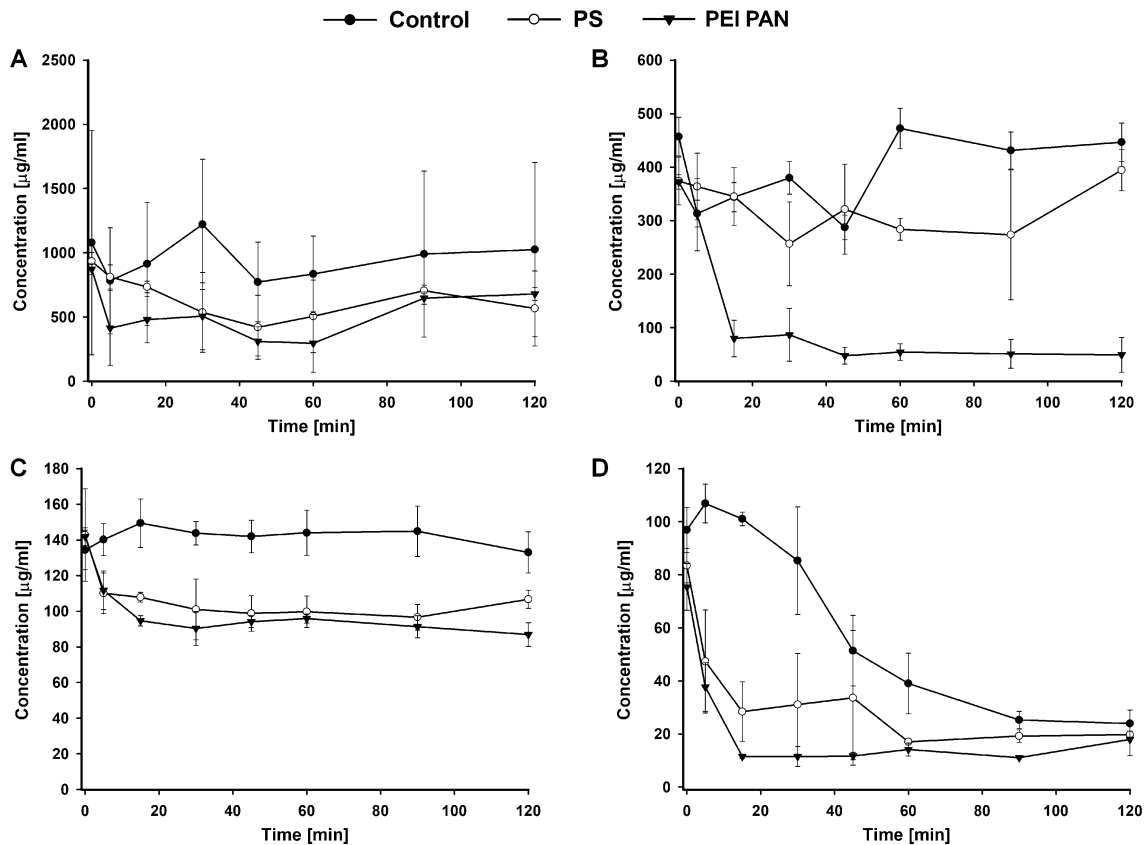 Control PS PEI PAN
A
2500
2000
1500
1000
500
0
Concentration [µg/ml]
0 20 40 60 80 100 120
Time [min]
B
600
500
400
300
200
100
0
Concentration [µg/ml]
0 20 40 60 80 100 120
Time [min]
C
180
160
140
120
100
80
60
40
20
0
Concentration [µg/ml]
0 20 40 60 80 100 120
Time [min]
D
120
100
80
60
40
20
0
Concentration [µg/ml]
0 20 40 60 80 100 120
Time [min]